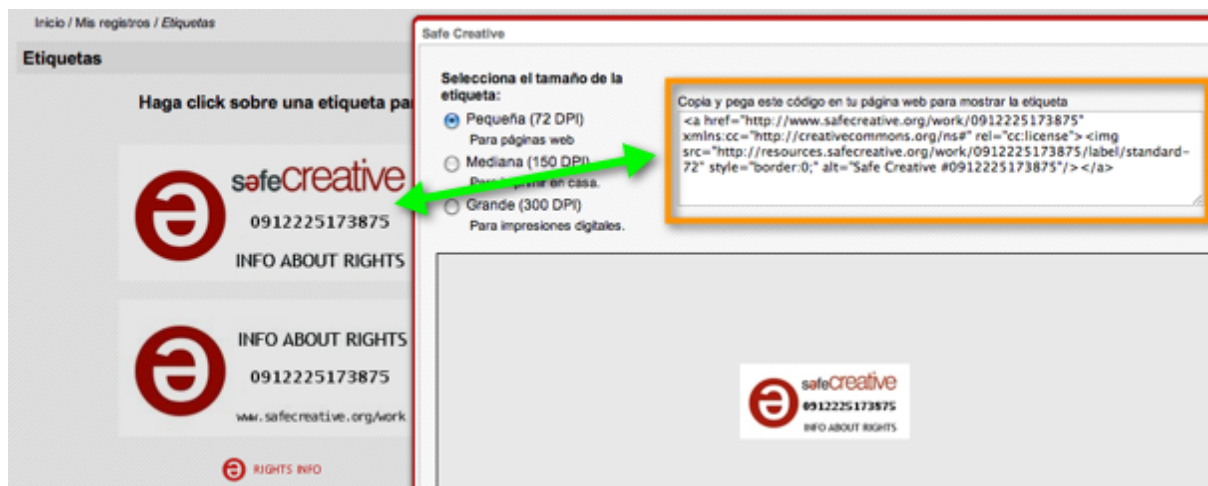 Inicio / Mis registros / Etiquetas
Etiquetas
Haga click sobre una etiqueta pa
safecreative
0912225173875
INFO ABOUT RIGHTS
INFO ABOUT RIGHTS
0912225173875
www.safecreative.org/work
RIGHTS INFO
Safe Creative
Selecciona el tamaño de la
etiqueta:
Pequeña (72 DPI)
Para páginas web
Mediana (150 DPI)
Para imprimir en casa.
Grande (300 DPI)
Para impresiones digitales.
Copia y pega este código en tu página web para mostrar la etiqueta
<a href="http://www.safecreative.org/work/0912225173875"
xmlns:cc="http://creativecommons.org/ns#" rel="cc:license"><img
src="http://resources.safecreative.org/work/0912225173875/label/standard-
72" style="border:0;" alt="Safe Creative #0912225173875"/></a>
safecreative
0912225173875
INFO ABOUT RIGHTS